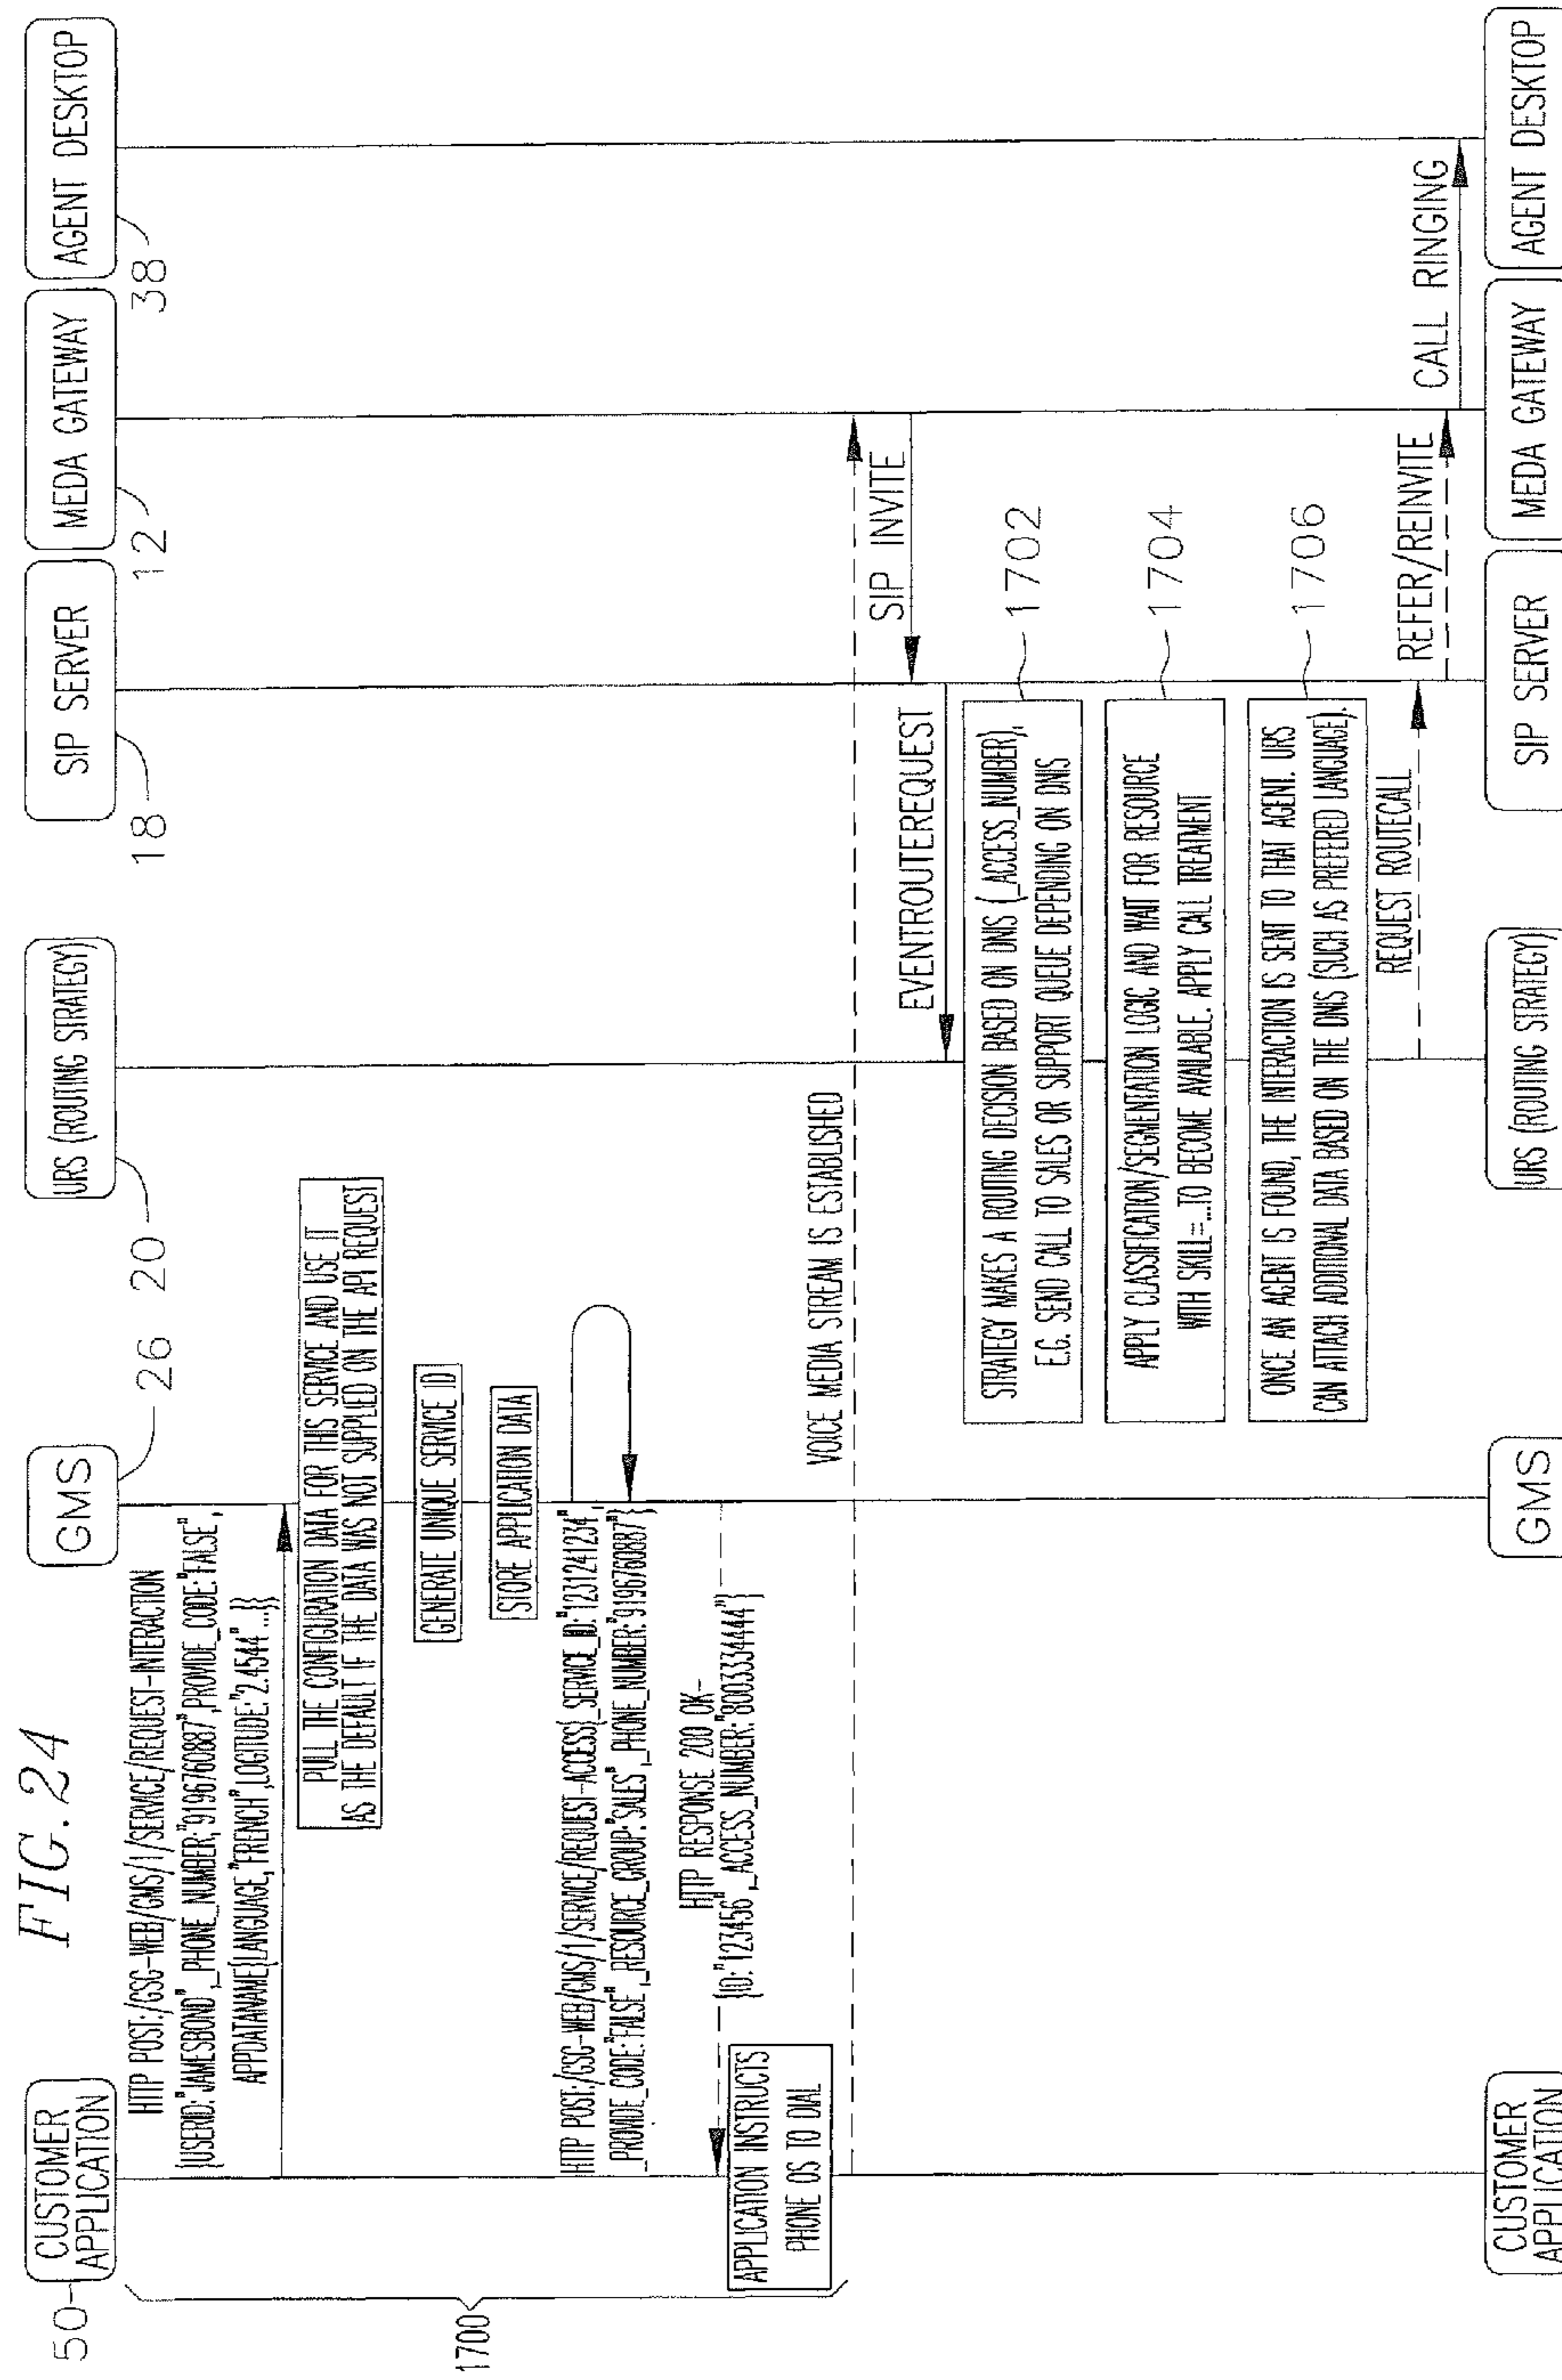 FIG. 24
50
CUSTOMER
APPLICATION
GMS
26
URS (ROUTING STRATEGY)
20
SIP SERVER
18
MEDA GATEWAY
12
AGENT DESKTOP
38
HTTP POST:/GSG-WEB/GMS/1/SERVICE/REQUEST-INTERACTION
{USERID:"JAMESBOND",_PHONE_NUMBER;"9196760887",PROVIDE_CODE:"FALSE",
APPDATANAME{LANGUAGE,"FRENCH",LOGITUDE:"2.4544"...}}
PULL THE CONFIGURATION DATA FOR THIS SERVICE AND USE IT
AS THE DEFAULT IF THE DATA WAS NOT SUPPLIED ON THE API REQUEST
GENERATE UNIQUE SERVICE ID
STORE APPLICATION DATA
HTTP POST:/GSG-WEB/GMS/1/SERVICE/REQUEST-ACCESS{_SERVICE_ID:"1231241234",
_PROVIDE_CODE:"FALSE",_RESOURCE_GROUP:"SALES",_PHONE_NUMBER:"9196760887"}
HTTP RESPONSE 200 OK-
{ID:"123456",_ACCESS_NUMBER:"8003334444"}
APPLICATION INSTRUCTS
PHONE OS TO DIAL
1700
VOICE MEDIA STREAM IS ESTABLISHED
SIP INVITE
EVENTROUTEREQUEST
STRATEGY MAKES A ROUTING DECISION BASED ON DNIS (_ACCESS_NUMBER),
E.G. SEND CALL TO SALES OR SUPPORT QUEUE DEPENDING ON DNIS
1702
APPLY CLASSIFICATION/SEGMENTATION LOGIC AND WAIT FOR RESOURCE
WITH SKILL=...TO BECOME AVAILABLE. APPLY CALL TREATMENT
1704
ONCE AN AGENT IS FOUND, THE INTERACTION IS SENT TO THAT AGENT. URS
CAN ATTACH ADDITIONAL DATA BASED ON THE DNIS (SUCH AS PREFERED LANGUAGE).
1706
REQUEST ROUTECALL
REFER/REINVITE
CALL RINGING
CUSTOMER
APPLICATION
GMS
URS (ROUTING STRATEGY)
SIP SERVER
MEDA GATEWAY
AGENT DESKTOP